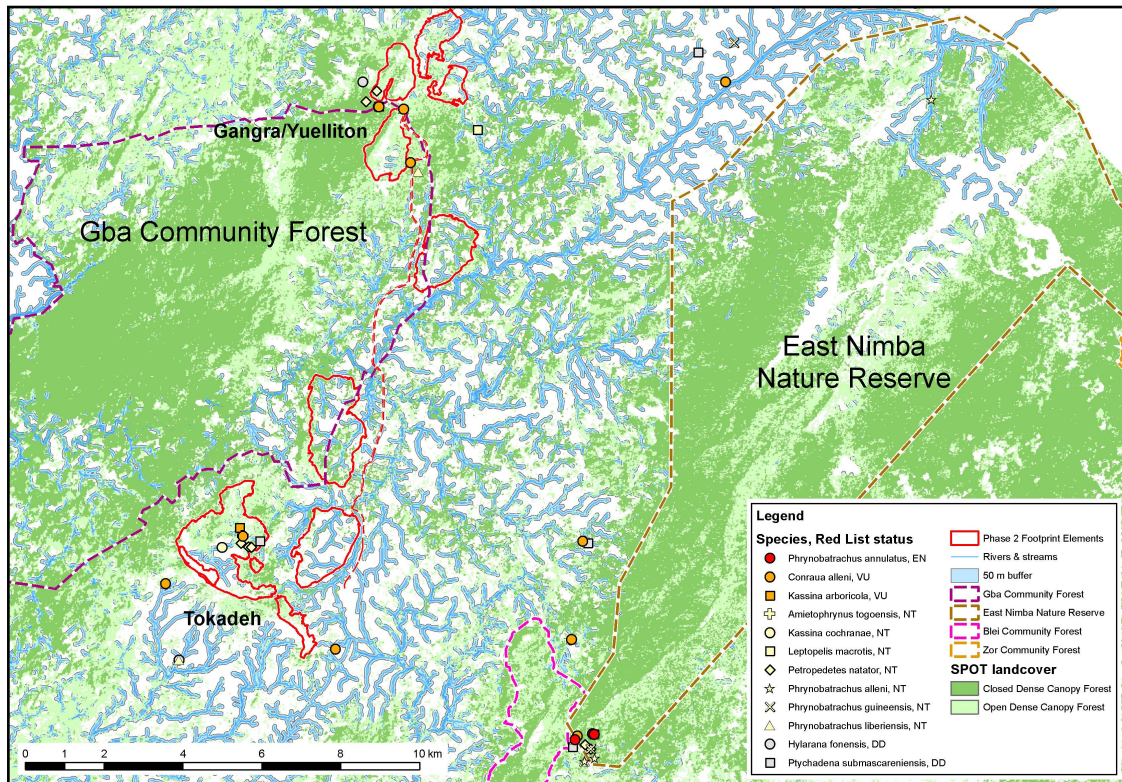 Gangra/Yuelliton
Gba Community Forest
East Nimba
Nature Reserve
Tokadeh
0 1 2 4 6 8 10 km
Legend
Species, Red List status
Phrynobatrachus annulatus, EN
Conraua alleni, VU
Kassina arboricola, VU
Amietophrynus togoensis, NT
Kassina cochranae, NT
Leptopelis macrotis, NT
Petropedetes natator, NT
Phrynobatrachus alleni, NT
Phrynobatrachus guineensis, NT
Phrynobatrachus liberiensis, NT
Hylarana fonensis, DD
Ptychadena submascareniensis, DD
Phase 2 Footprint Elements
Rivers & streams
50 m buffer
Gba Community Forest
East Nimba Nature Reserve
Blei Community Forest
Zor Community Forest
SPOT landcover
Closed Dense Canopy Forest
Open Dense Canopy Forest